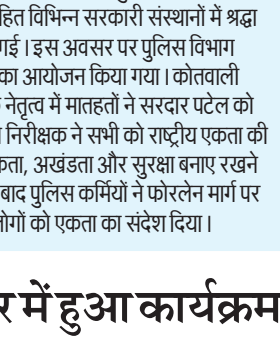 हित विभिन्न सरकारी संस्थानों में श्रद्धा
गई। इस अवसर पर पुलिस विभाग
का आयोजन किया गया। कोतवाली
नेतृत्व में मातहतों ने सरदार पटेल को
निरीक्षक ने सभी को राष्ट्रीय एकता की
कता, अखंडता और सुरक्षा बनाए रखने
बाद पुलिस कर्मियों ने फोरलेन मार्ग पर
लोगों को एकता का संदेश दिया।
र में हुआ कार्यक्रम